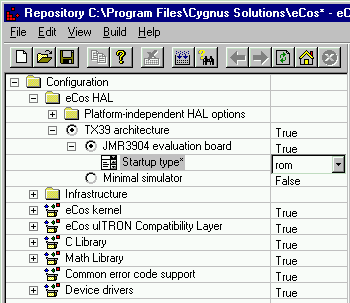 Repository C:\Program Files\Cygnus Solutions\eCos* - eC
File Edit View Build Help
Configuration
eCos HAL
Platform-independent HAL options
TX39 architecture True
JMR3904 evaluation board True
Startup type* rom
Minimal simulator False
Infrastructure True
eCos kernel True
eCos uITRON Compatibility Layer True
C Library True
Math Library True
Common error code support True
Device drivers True